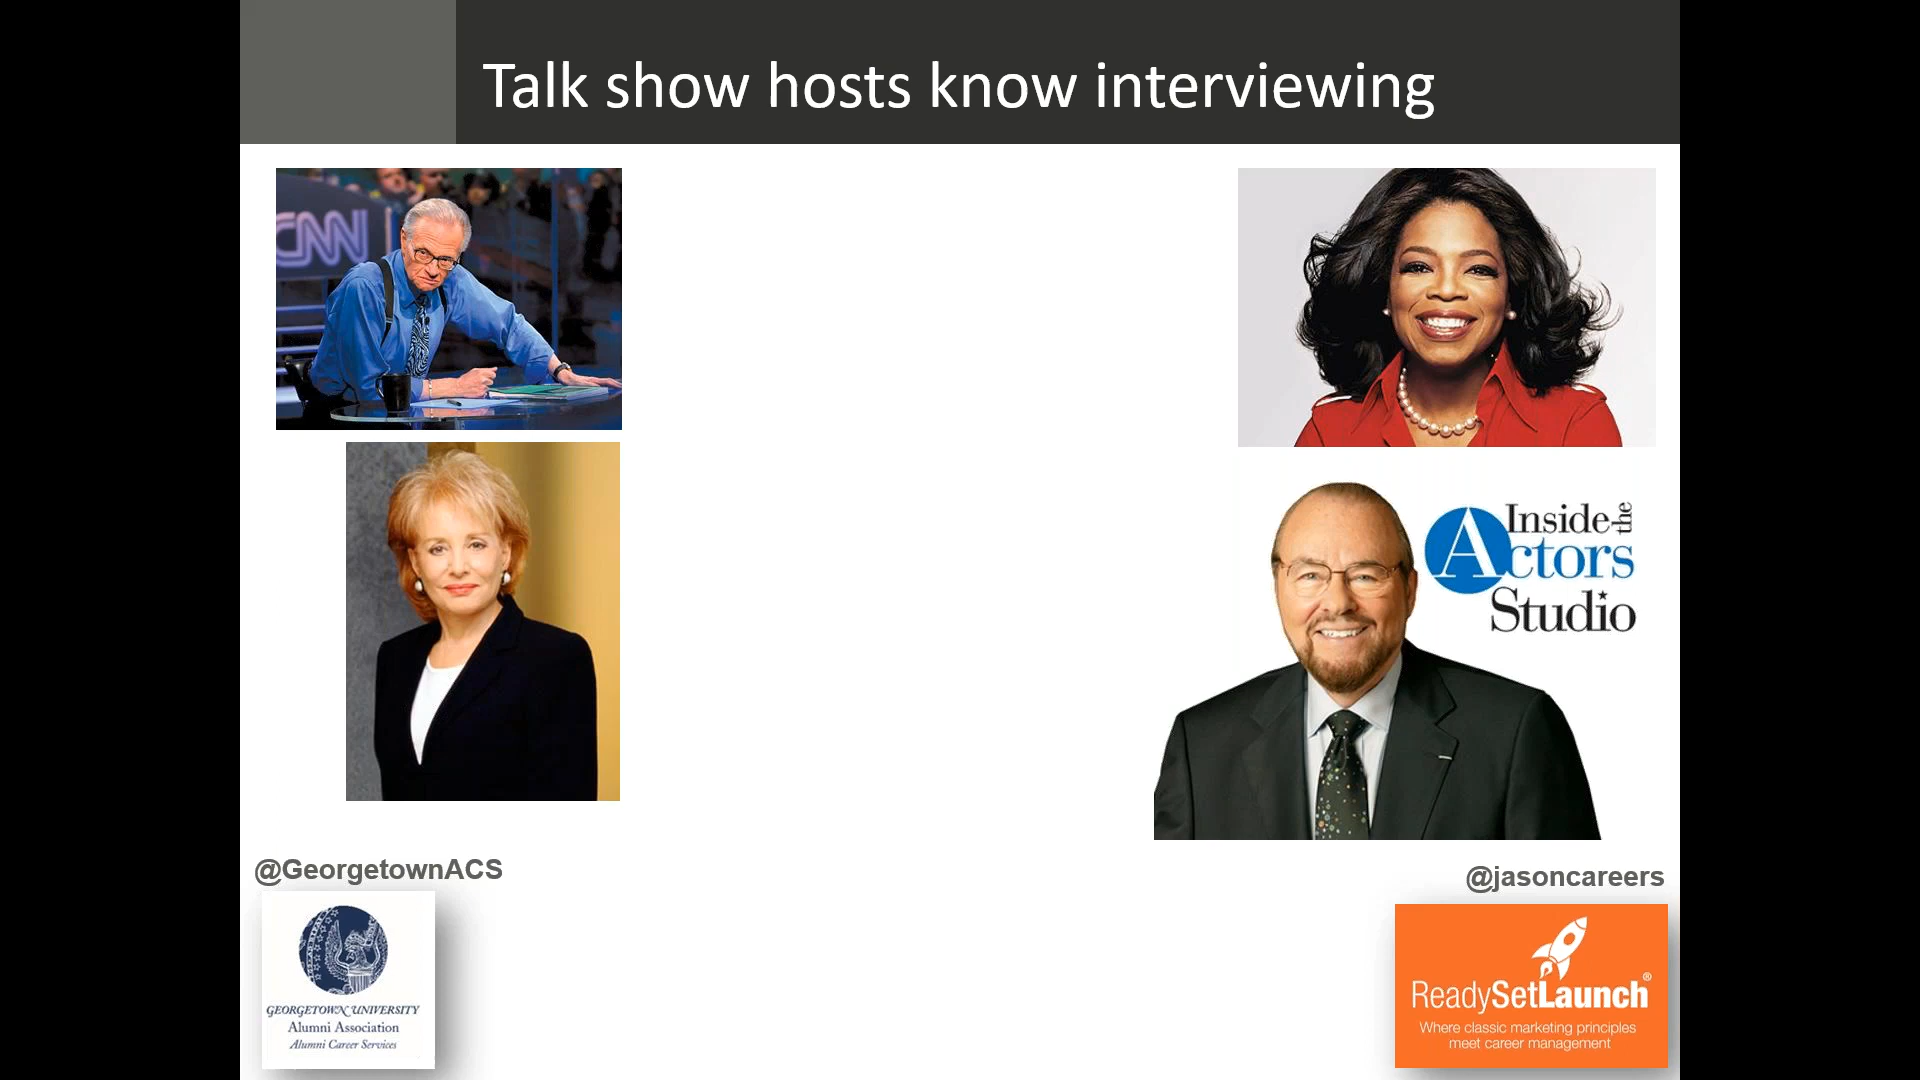 Talk show hosts know interviewing
CNN
Inside the
Actors
Studio
@GeorgetownACS
@jasoncareers
GEORGETOWN UNIVERSITY
Alumni Association
Alumni Career Services
ReadySetLaunch®
Where classic marketing principles
meet career management